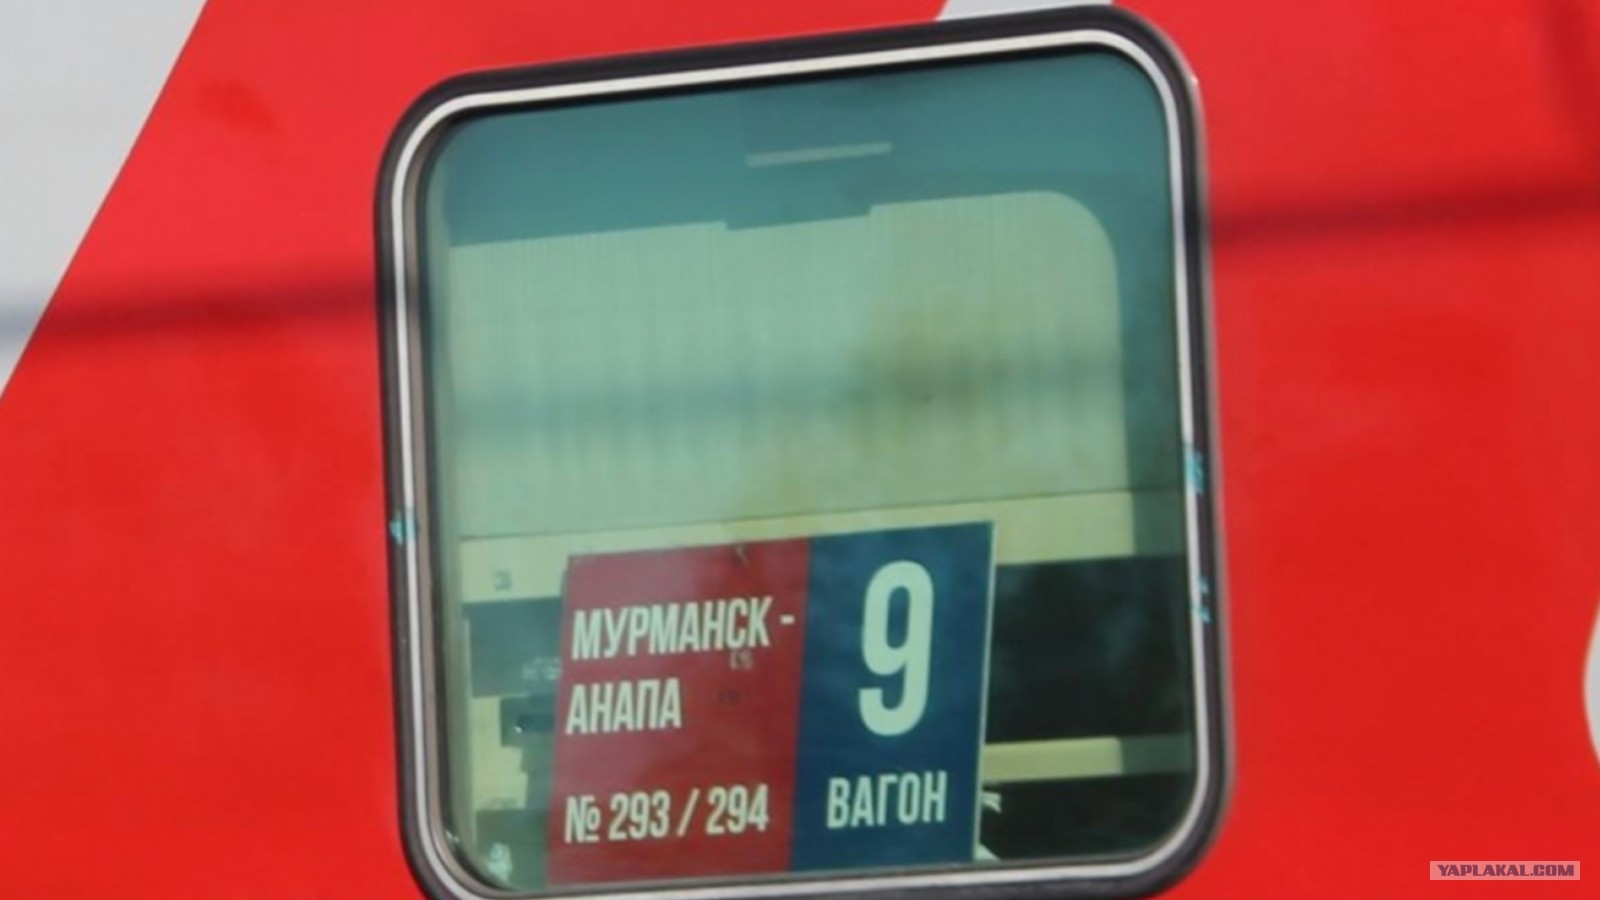 МУРМАНСК -
АНАПА
№ 293 / 294
9
ВАГОН
YAPLAKAL.COM